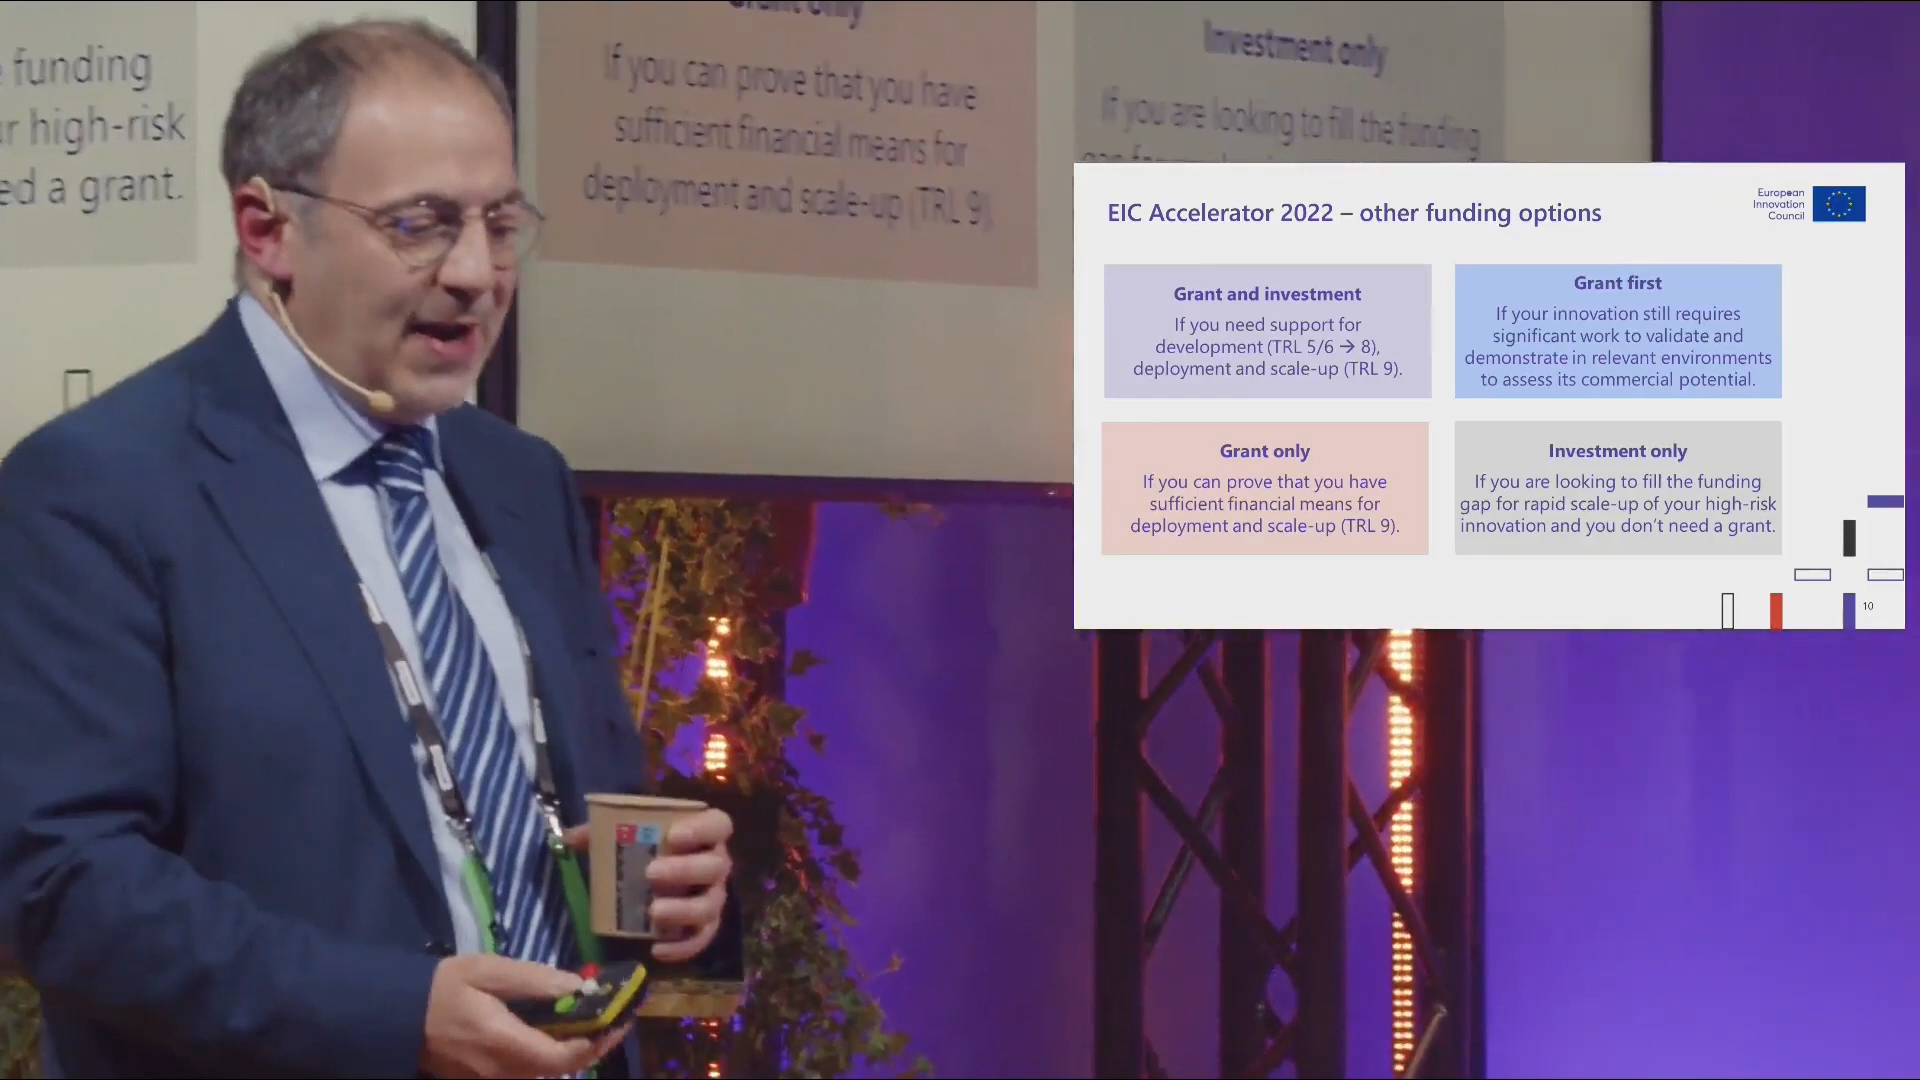 funding
high-risk
ed a grant.
Grant only
If you can prove that you have
sufficient financial means for
deployment and scale-up (TRL 9).
Investment only
If you are looking to fill the funding
EIC Accelerator 2022 – other funding options
European
Innovation
Council
Grant and investment
If you need support for
development (TRL 5/6 → 8),
deployment and scale-up (TRL 9).
Grant first
If your innovation still requires
significant work to validate and
demonstrate in relevant environments
to assess its commercial potential.
Grant only
If you can prove that you have
sufficient financial means for
deployment and scale-up (TRL 9).
Investment only
If you are looking to fill the funding
gap for rapid scale-up of your high-risk
innovation and you don't need a grant.
10